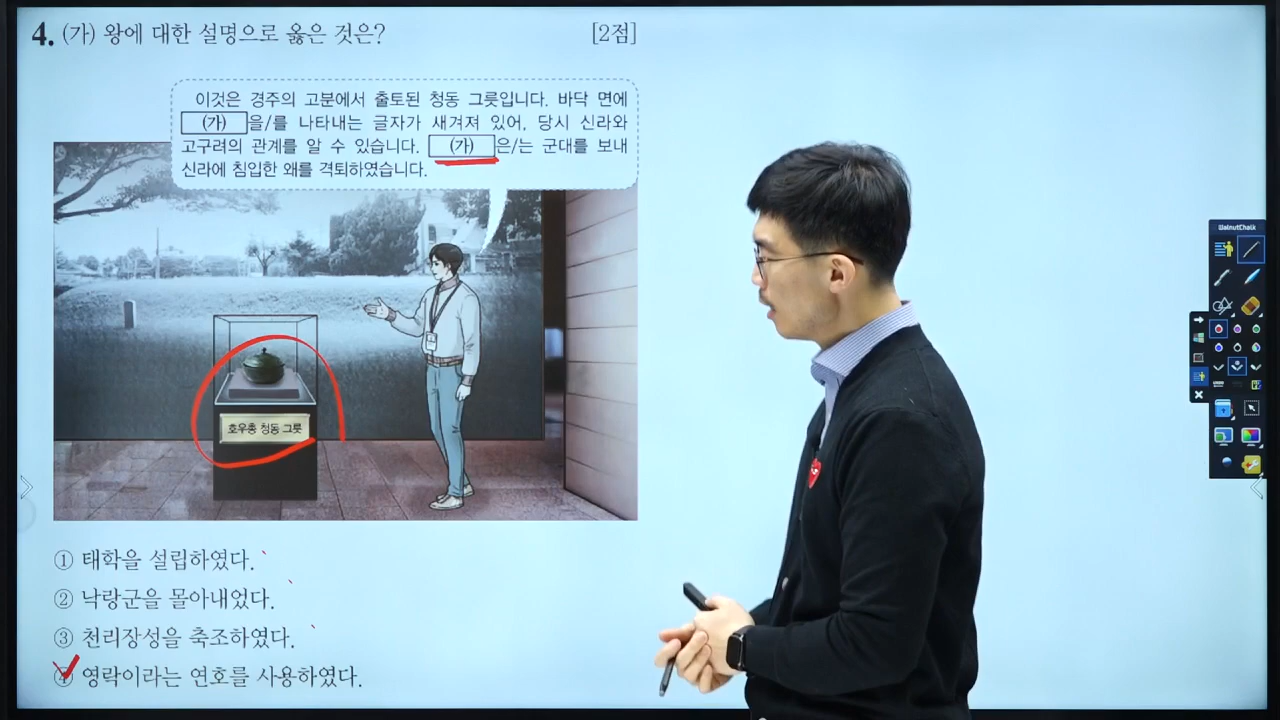 4. (가) 왕에 대한 설명으로 옳은 것은? [2점]
이것은 경주의 고분에서 출토된 청동 그릇입니다. 바닥 면에
(가) 을/를 나타내는 글자가 새겨져 있어, 당시 신라와
고구려의 관계를 알 수 있습니다. (가) 은/는 군대를 보내
신라에 침입한 왜를 격퇴하였습니다.
호우총 청동 그릇
① 태학을 설립하였다.
② 낙랑군을 몰아내었다.
③ 천리장성을 축조하였다.
④ 영락이라는 연호를 사용하였다.
WalnutChalk